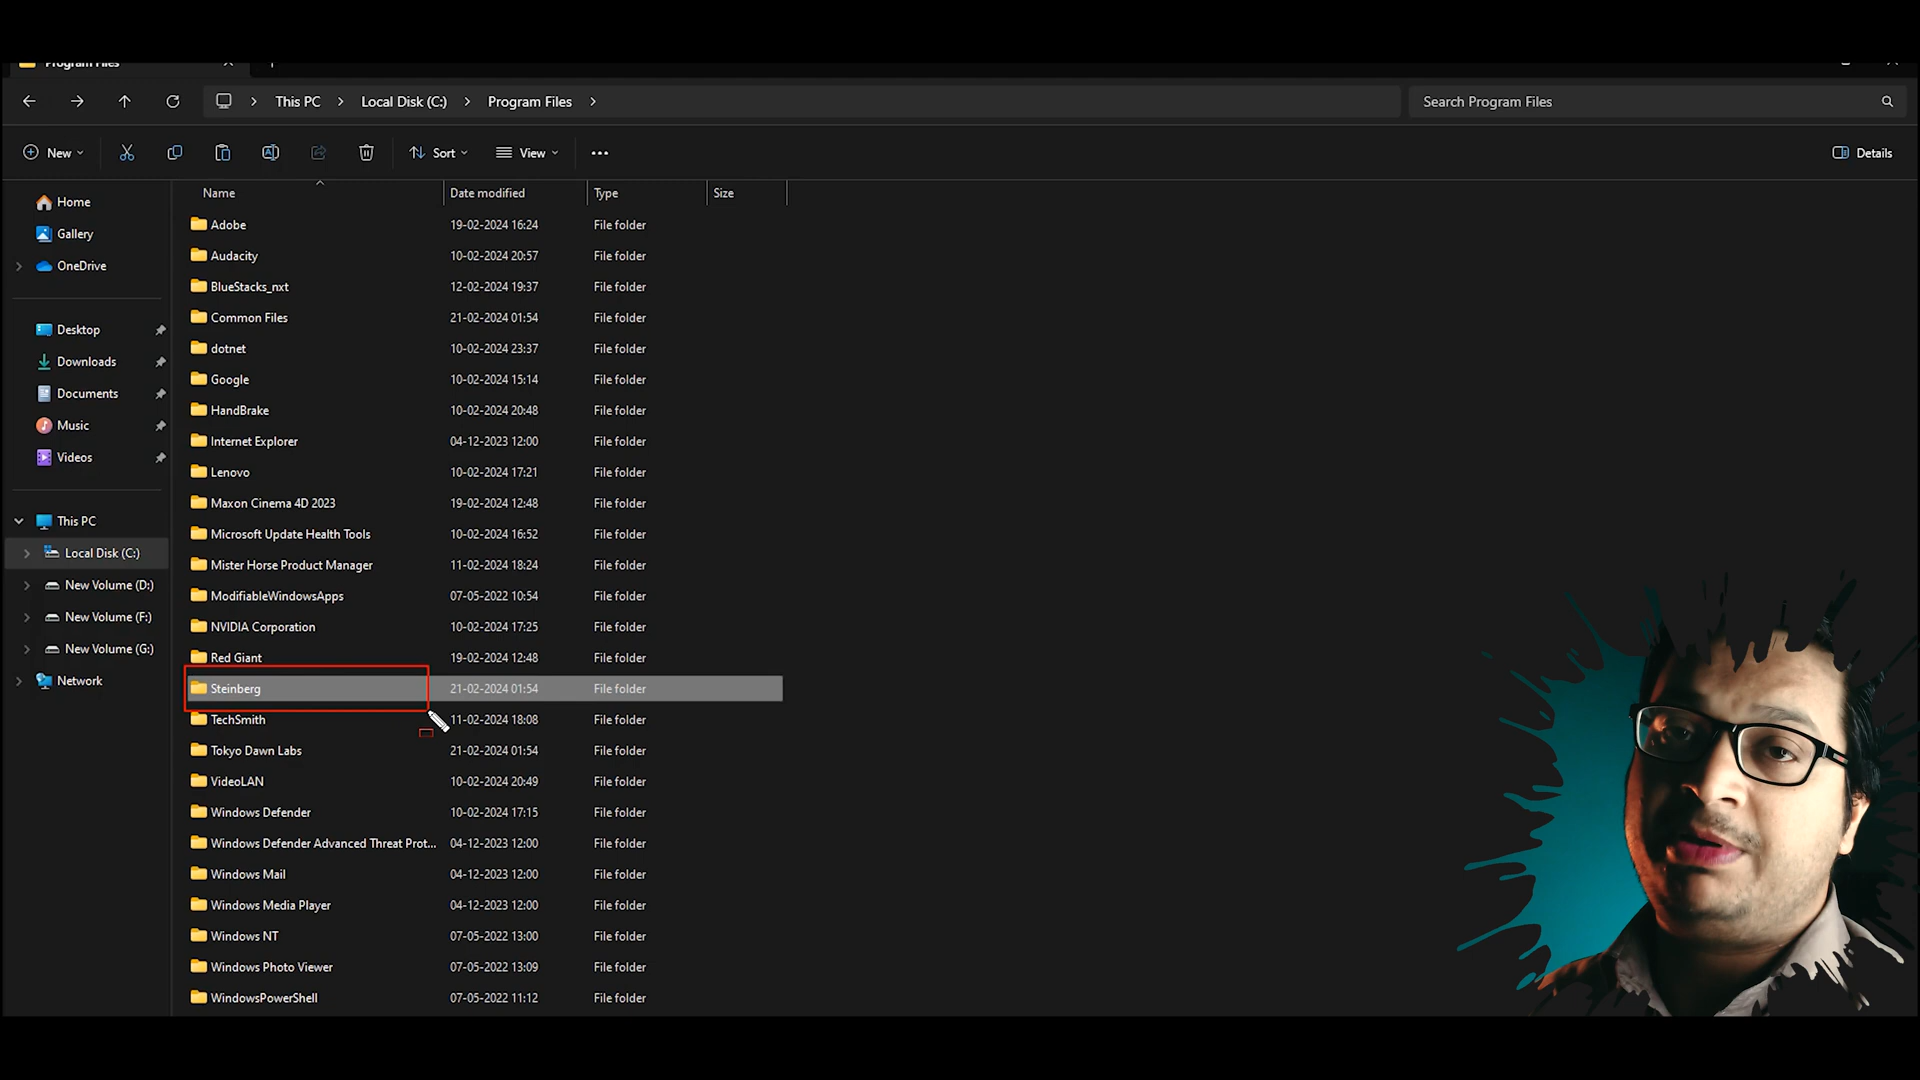 Program Files
This PC
Local Disk (C:)
Program Files
Search Program Files
New
Sort
View
Details
Name Date modified Type Size
Home
Gallery
OneDrive
Desktop
Downloads
Documents
Music
Videos
This PC
Local Disk (C:)
New Volume (D:)
New Volume (F:)
New Volume (G:)
Network
Adobe 19-02-2024 16:24 File folder
Audacity 10-02-2024 20:57 File folder
BlueStacks_nxt 12-02-2024 19:37 File folder
Common Files 21-02-2024 01:54 File folder
dotnet 10-02-2024 23:37 File folder
Google 10-02-2024 15:14 File folder
HandBrake 10-02-2024 20:48 File folder
Internet Explorer 04-12-2023 12:00 File folder
Lenovo 10-02-2024 17:21 File folder
Maxon Cinema 4D 2023 19-02-2024 12:48 File folder
Microsoft Update Health Tools 10-02-2024 16:52 File folder
Mister Horse Product Manager 11-02-2024 18:24 File folder
ModifiableWindowsApps 07-05-2022 10:54 File folder
NVIDIA Corporation 10-02-2024 17:25 File folder
Red Giant 19-02-2024 12:48 File folder
Steinberg 21-02-2024 01:54 File folder
TechSmith 11-02-2024 18:08 File folder
Tokyo Dawn Labs 21-02-2024 01:54 File folder
VideoLAN 10-02-2024 20:49 File folder
Windows Defender 10-02-2024 17:15 File folder
Windows Defender Advanced Threat Prot... 04-12-2023 12:00 File folder
Windows Mail 04-12-2023 12:00 File folder
Windows Media Player 04-12-2023 12:00 File folder
Windows NT 07-05-2022 13:00 File folder
Windows Photo Viewer 07-05-2022 13:09 File folder
WindowsPowerShell 07-05-2022 11:12 File folder